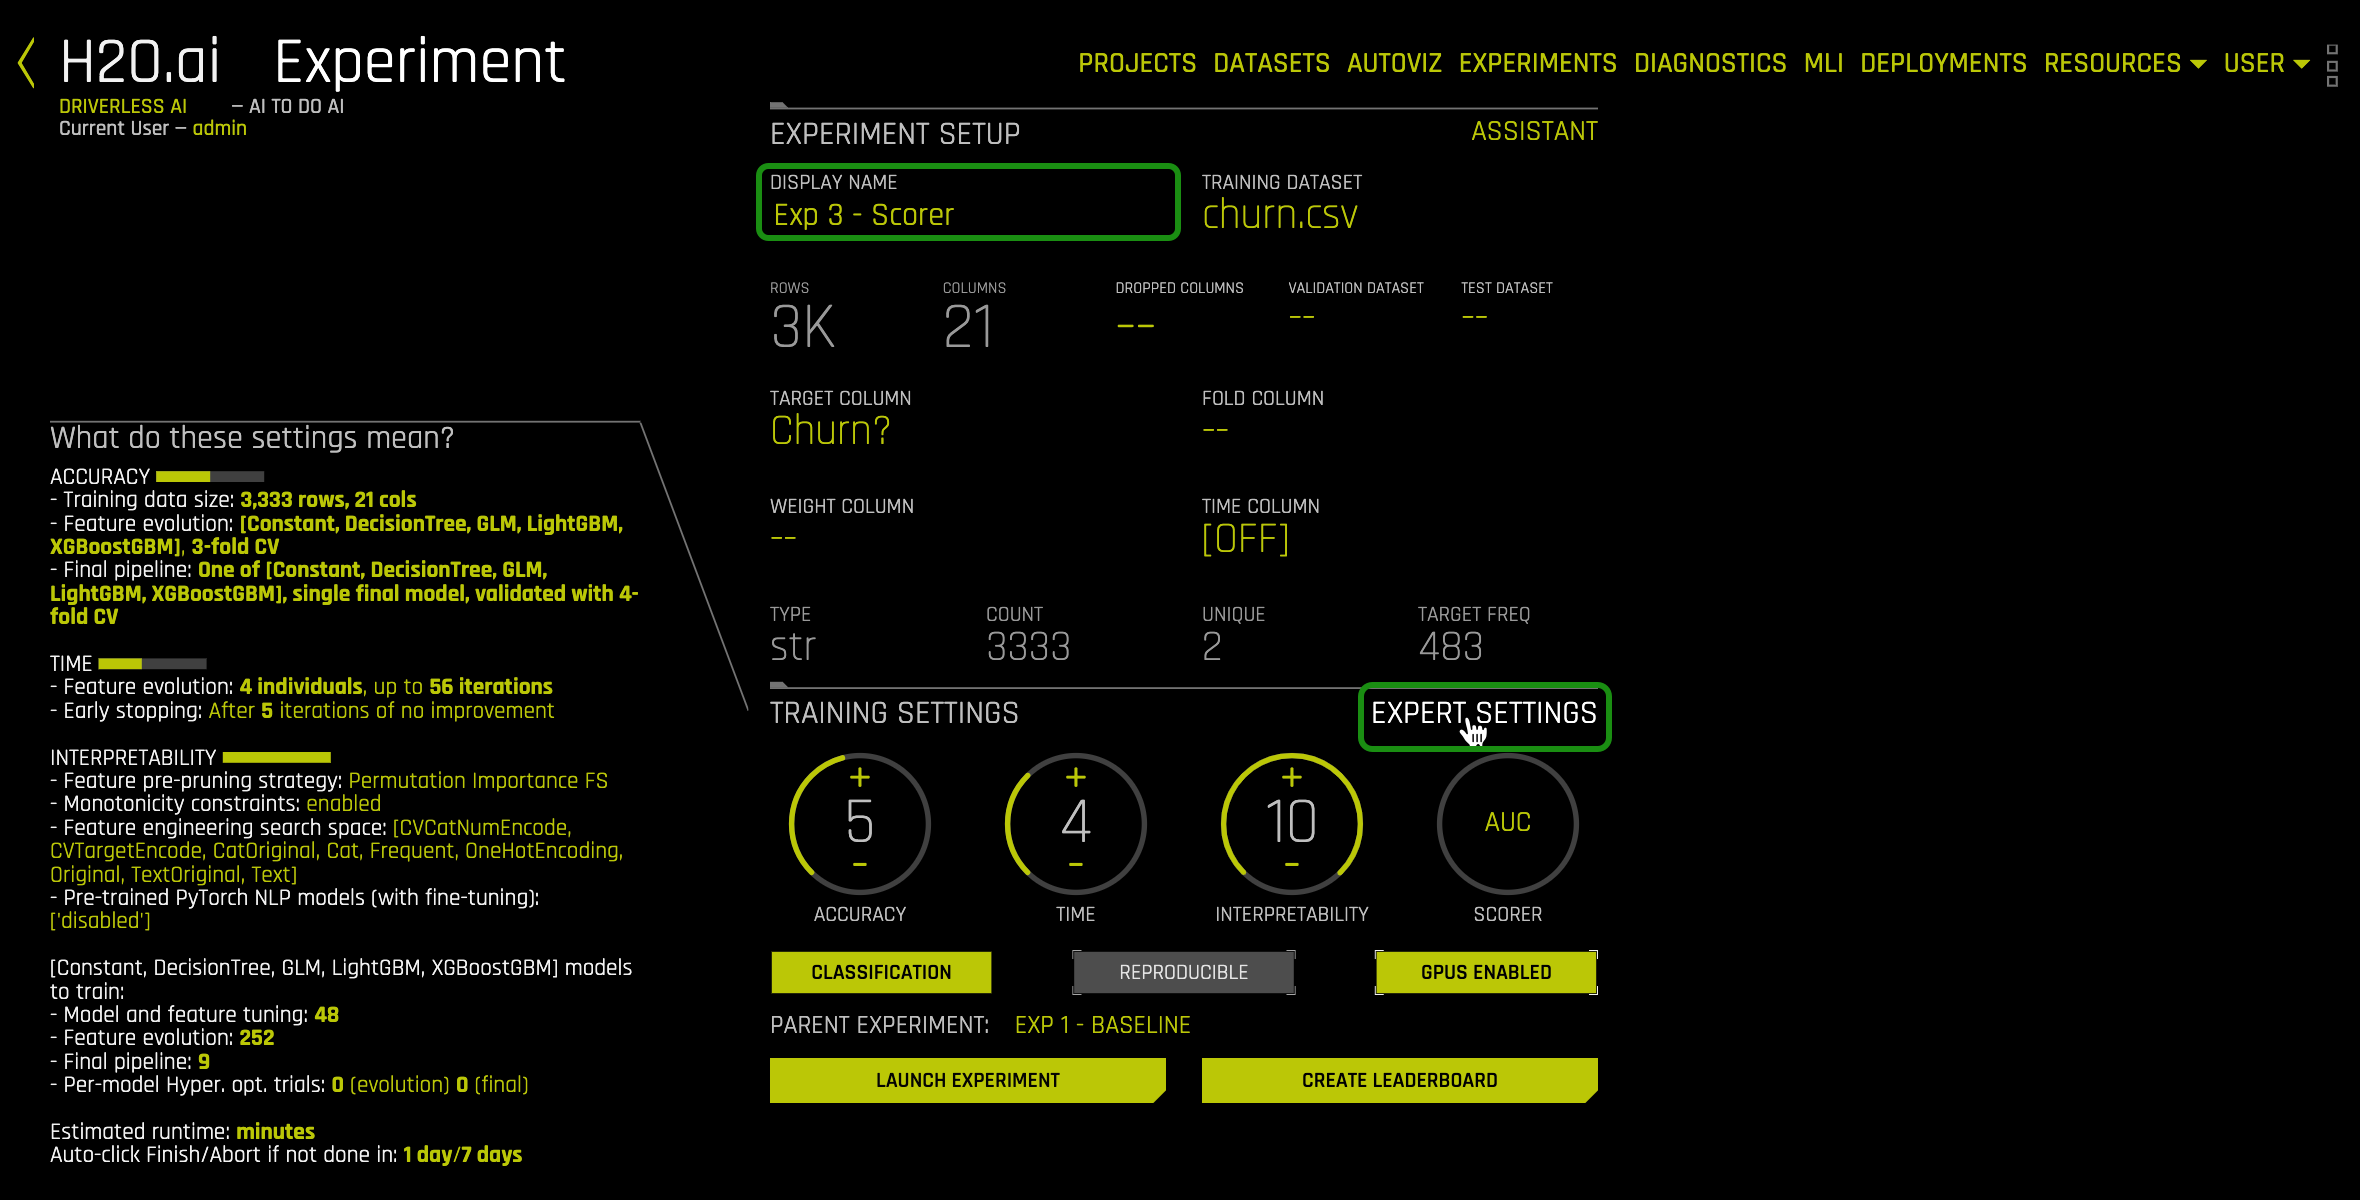 H2O.ai Experiment
DRIVERLESS AI — AI TO DO AI
Current User — admin
PROJECTS DATASETS AUTOVIZ EXPERIMENTS DIAGNOSTICS MLI DEPLOYMENTS RESOURCES USER
EXPERIMENT SETUP
ASSISTANT
DISPLAY NAME
Exp 3 - Scorer
TRAINING DATASET
churn.csv
ROWS
3K
COLUMNS
21
DROPPED COLUMNS
--
VALIDATION DATASET
--
TEST DATASET
--
TARGET COLUMN
Churn?
FOLD COLUMN
--
WEIGHT COLUMN
--
TIME COLUMN
[OFF]
TYPE
str
COUNT
3333
UNIQUE
2
TARGET FREQ
483
What do these settings mean?
ACCURACY
- Training data size: 3,333 rows, 21 cols
- Feature evolution: [Constant, DecisionTree, GLM, LightGBM,
XGBoostGBM], 3-fold CV
- Final pipeline: One of [Constant, DecisionTree, GLM,
LightGBM, XGBoostGBM], single final model, validated with 4-
fold CV
TIME
- Feature evolution: 4 individuals, up to 56 iterations
- Early stopping: After 5 iterations of no improvement
INTERPRETABILITY
- Feature pre-pruning strategy: Permutation Importance FS
- Monotonicity constraints: enabled
- Feature engineering search space: [CVCatNumEncode,
CVTargetEncode, CatOriginal, Cat, Frequent, OneHotEncoding,
Original, TextOriginal, Text]
- Pre-trained PyTorch NLP models (with fine-tuning):
['disabled']
[Constant, DecisionTree, GLM, LightGBM, XGBoostGBM] models
to train:
- Model and feature tuning: 48
- Feature evolution: 252
- Final pipeline: 9
- Per-model Hyper. opt. trials: 0 (evolution) 0 (final)
Estimated runtime: minutes
Auto-click Finish/Abort if not done in: 1 day/7 days
TRAINING SETTINGS
EXPERT SETTINGS
+
5
-
ACCURACY
+
4
-
TIME
+
10
-
INTERPRETABILITY
AUC
SCORER
CLASSIFICATION
REPRODUCIBLE
GPUS ENABLED
PARENT EXPERIMENT: EXP 1 - BASELINE
LAUNCH EXPERIMENT
CREATE LEADERBOARD